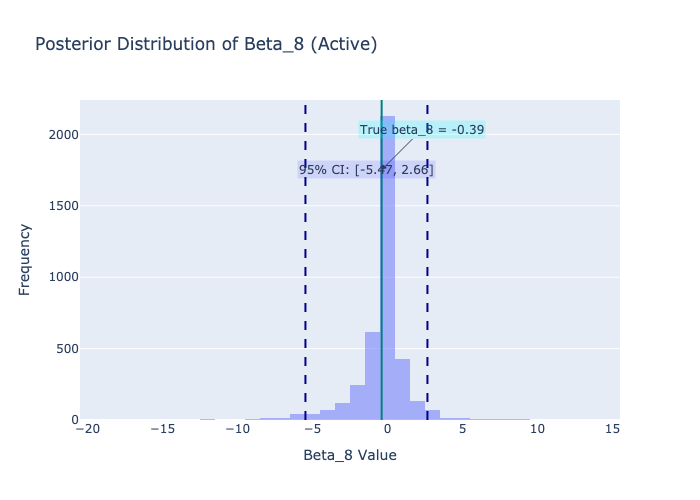 Posterior Distribution of Beta_8 (Active)
True beta_8 = -0.39
95% CI: [-5.47, 2.66]
2000
1500
1000
500
0
Frequency
−20
−15
−10
−5
0
5
10
15
Beta_8 Value